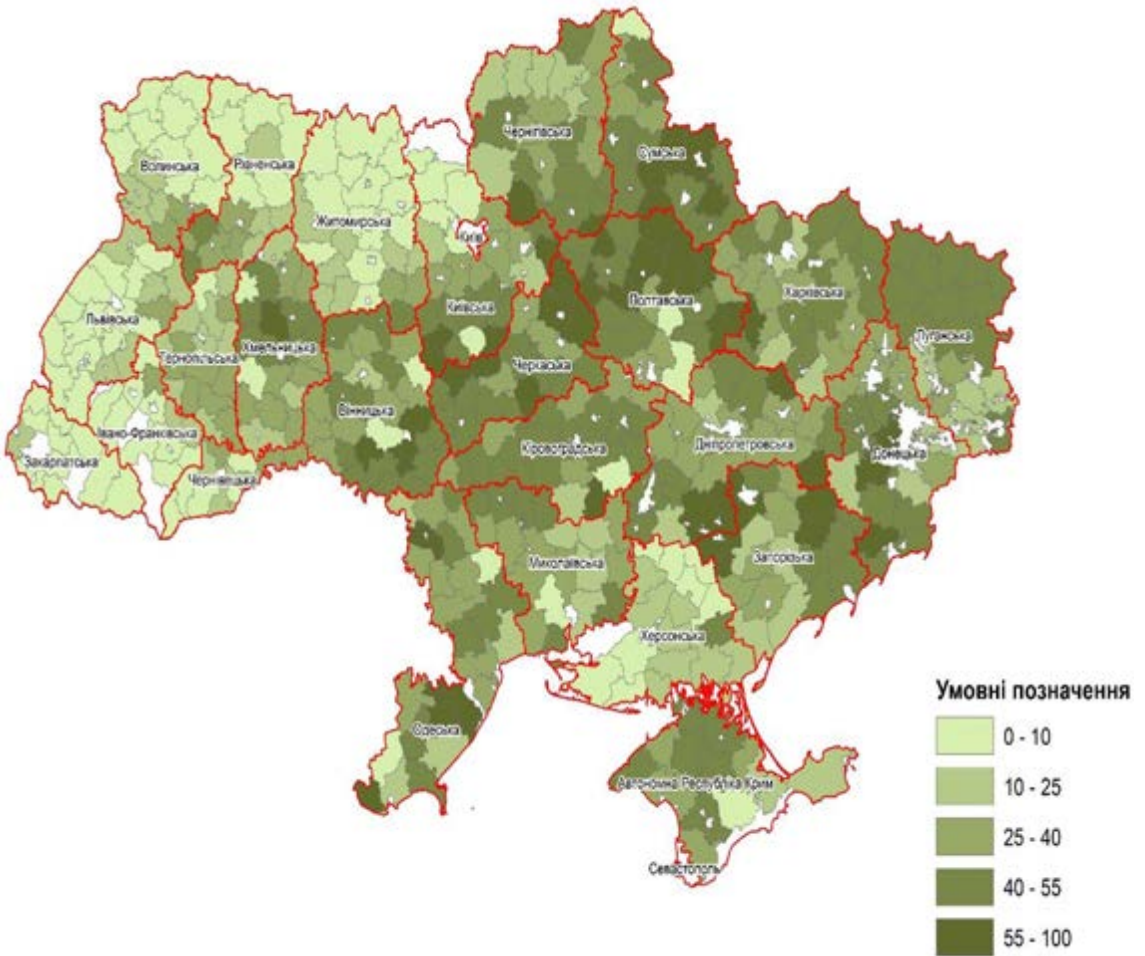 Чернігівська
Сумська
Волинська
Рівненська
Житомирська
Київ
Київська
Полтавська
Харківська
Луганська
Львівська
Тернопільська
Хмельницька
Черкаська
Вінницька
Івано-Франківська
Закарпатська
Чернівецька
Кіровоградська
Дніпропетровська
Донецька
Миколаївська
Запорізька
Херсонська
Одеська
Автономна Республіка Крим
Севастополь
Умовні позначення
0 - 10
10 - 25
25 - 40
40 - 55
55 - 100